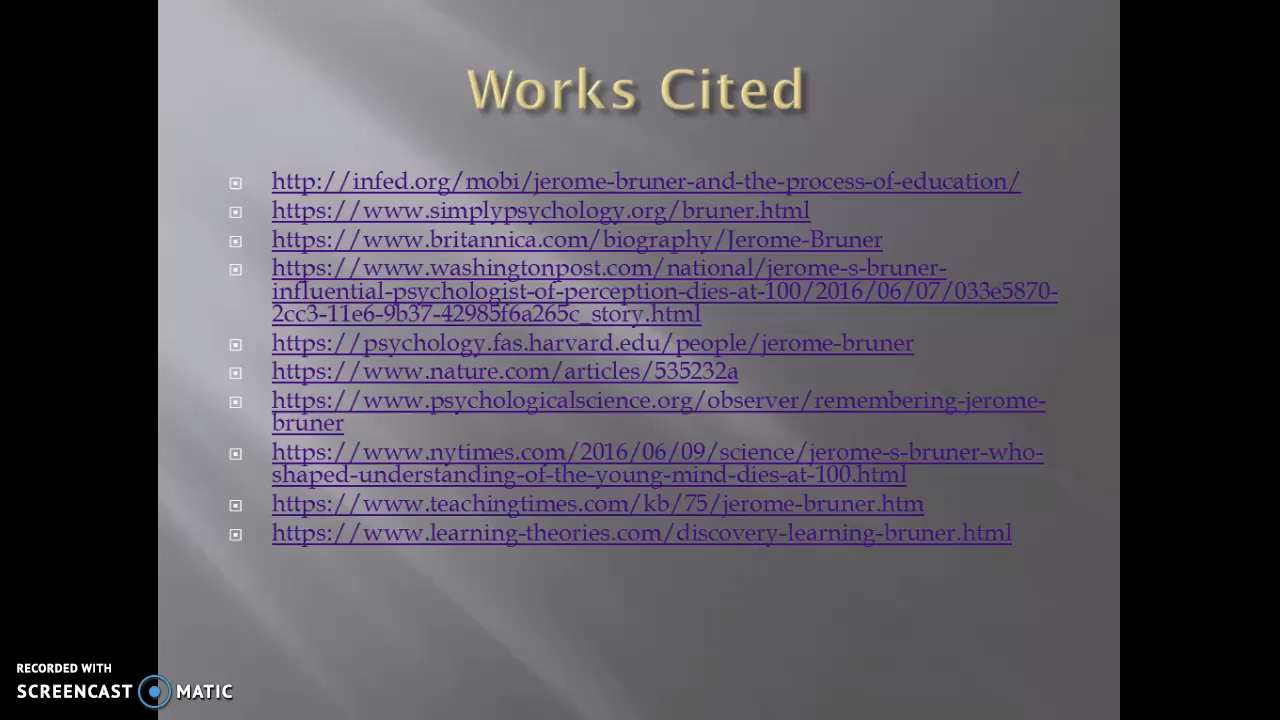 Works Cited
http://infed.org/mobi/jerome-bruner-and-the-process-of-education/
https://www.simplypsychology.org/bruner.html
https://www.britannica.com/biography/Jerome-Bruner
https://www.washingtonpost.com/national/jerome-s-bruner-
influential-psychologist-of-perception-dies-at-100/2016/06/07/033e5870-
2cc3-11e6-9b37-42985f6a265c_story.html
https://psychology.fas.harvard.edu/people/jerome-bruner
https://www.nature.com/articles/535232a
https://www.psychologicalscience.org/observer/remembering-jerome-
bruner
https://www.nytimes.com/2016/06/09/science/jerome-s-bruner-who-
shaped-understanding-of-the-young-mind-dies-at-100.html
https://www.teachingtimes.com/kb/75/jerome-bruner.htm
https://www.learning-theories.com/discovery-learning-bruner.html
RECORDED WITH
SCREENCAST MATIC